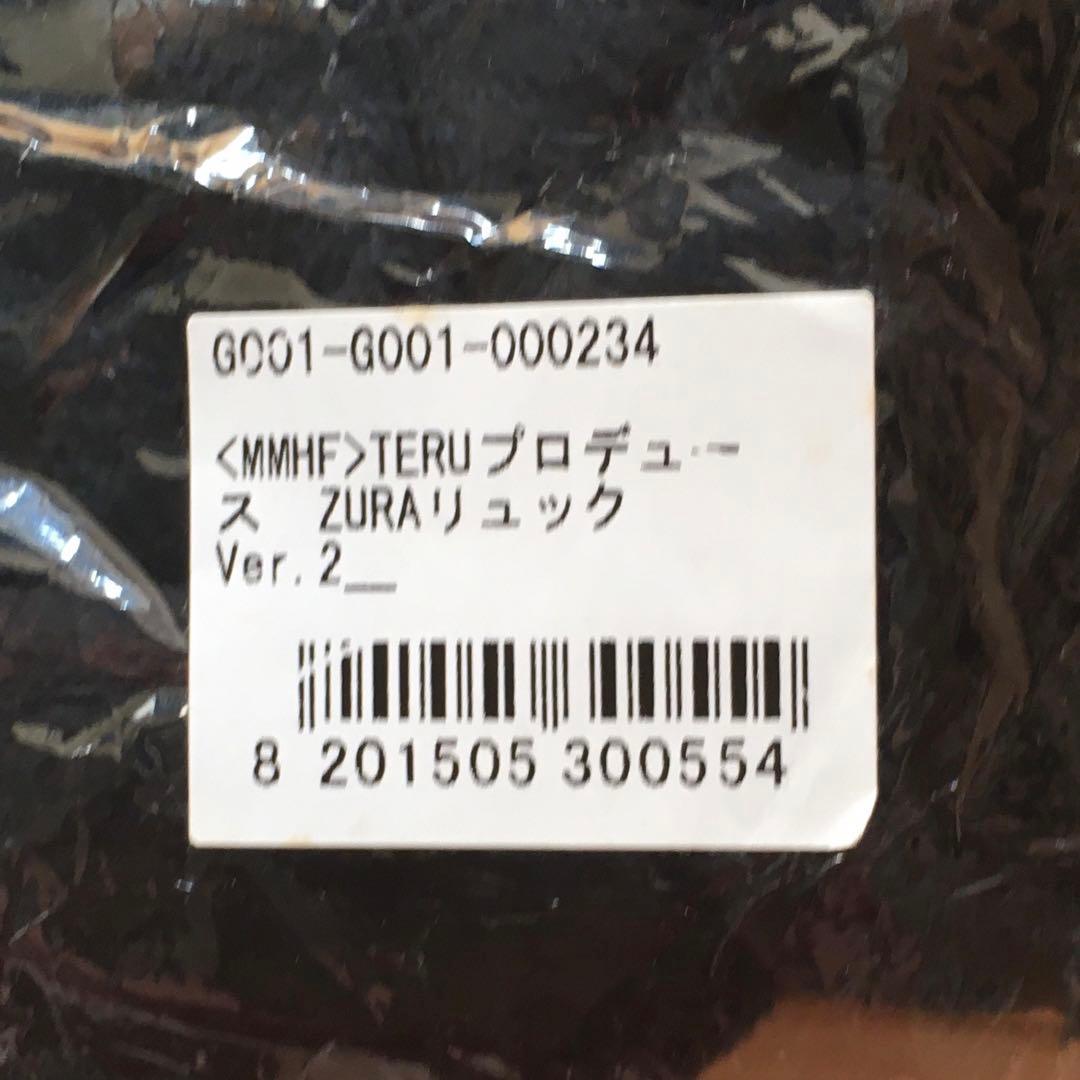 G001-G001-000234
<MMHF>TERUプロデュー
ス　ZURAリュック
Ver.2__
8 201505 300554